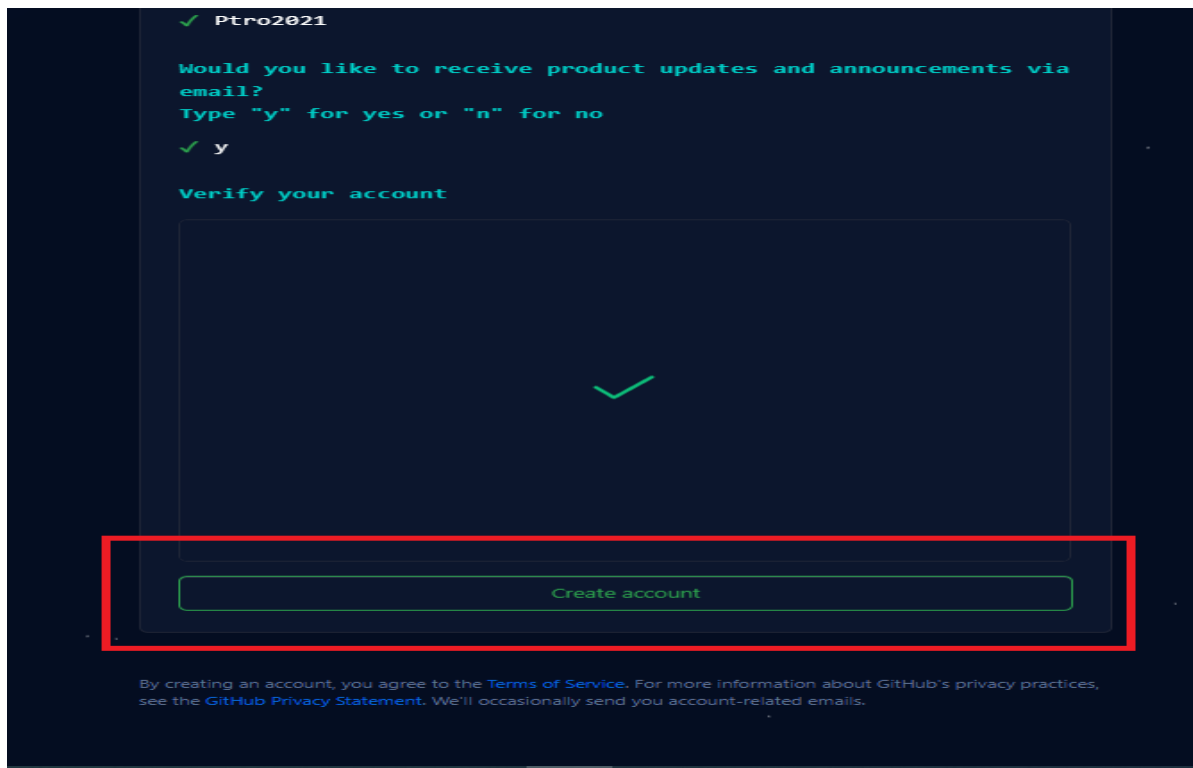 Ptro2021
Would you like to receive product updates and announcements via
email?
Type "y" for yes or "n" for no
y
Verify your account
Create account
By creating an account, you agree to the Terms of Service. For more information about GitHub's privacy practices,
see the GitHub Privacy Statement. We'll occasionally send you account-related emails.